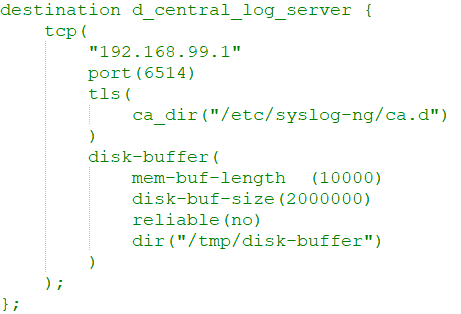 destination d_central_log_server {
    tcp(
        "192.168.99.1"
        port(6514)
        tls(
            ca_dir("/etc/syslog-ng/ca.d")
        )
        disk-buffer(
            mem-buf-length  (10000)
            disk-buf-size(2000000)
            reliable(no)
            dir("/tmp/disk-buffer")
        )
    );
};